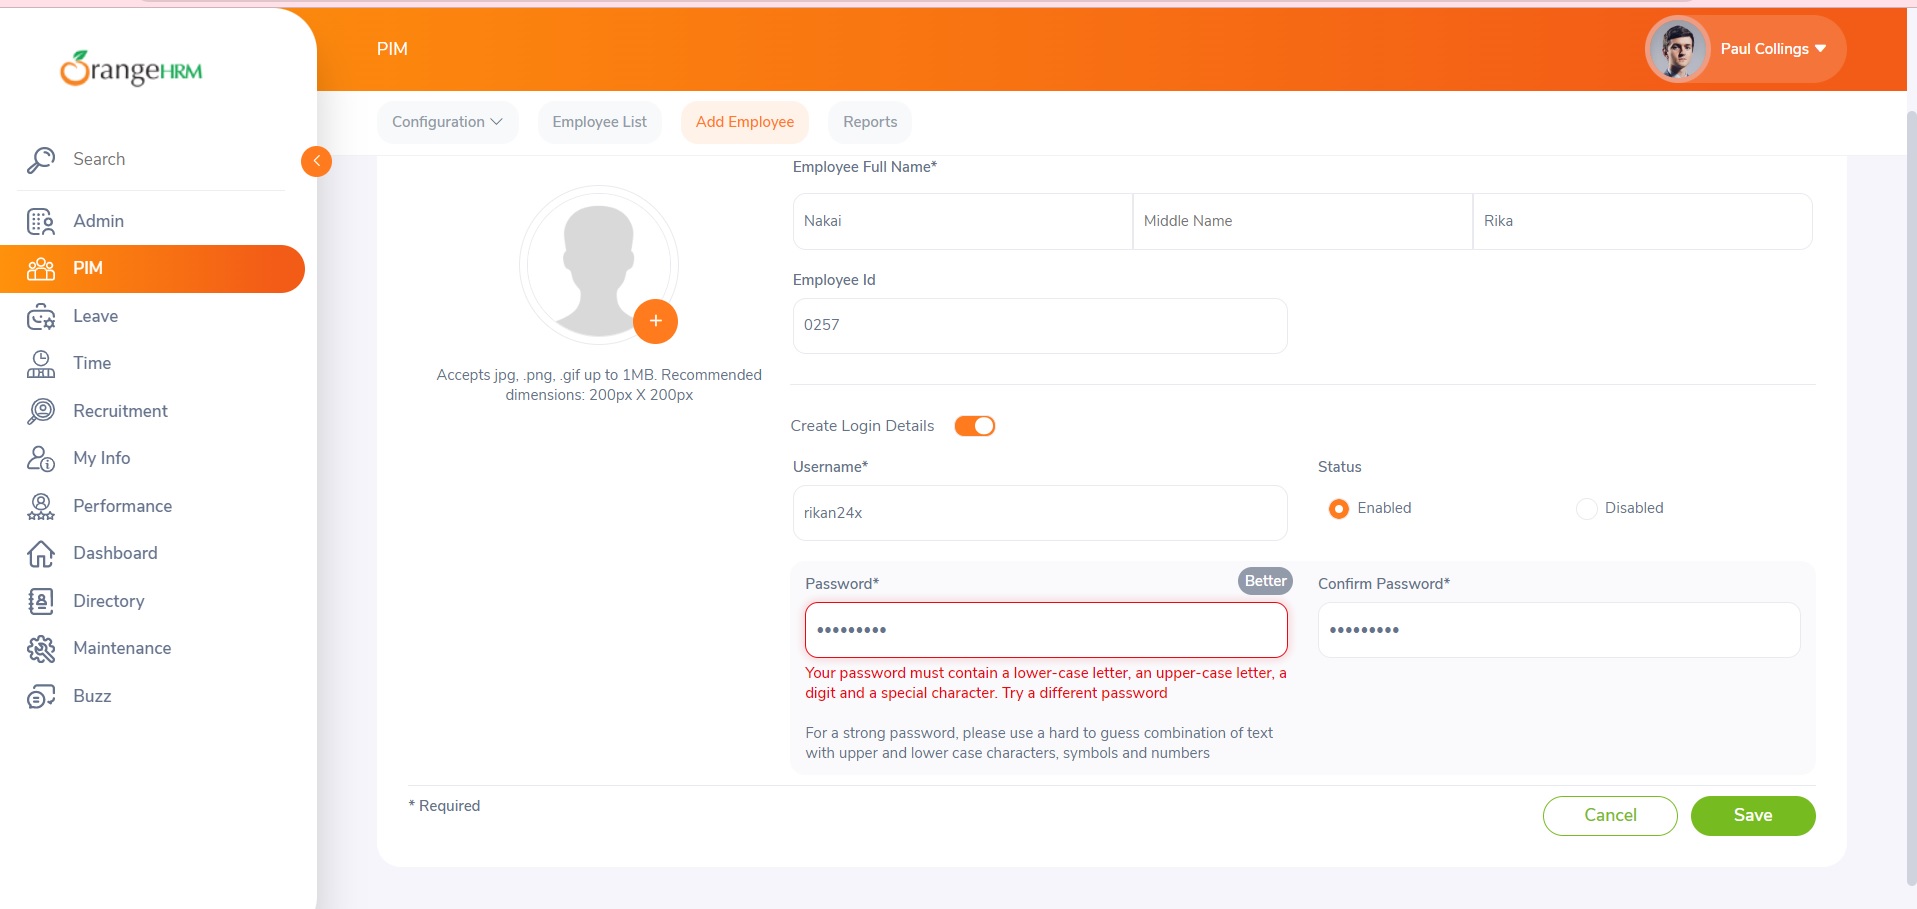 OrangeHRM
PIM
Paul Collings
Configuration
Employee List
Add Employee
Reports
Search
Admin
PIM
Leave
Time
Recruitment
My Info
Performance
Dashboard
Directory
Maintenance
Buzz
+
Accepts jpg, .png, .gif up to 1MB. Recommended
dimensions: 200px X 200px
Employee Full Name*
Nakai
Middle Name
Rika
Employee Id
0257
Create Login Details
Username*
rikan24x
Status
Enabled
Disabled
Password*
Better
•••••••••
Your password must contain a lower-case letter, an upper-case letter, a
digit and a special character. Try a different password
For a strong password, please use a hard to guess combination of text
with upper and lower case characters, symbols and numbers
Confirm Password*
•••••••••
* Required
Cancel
Save